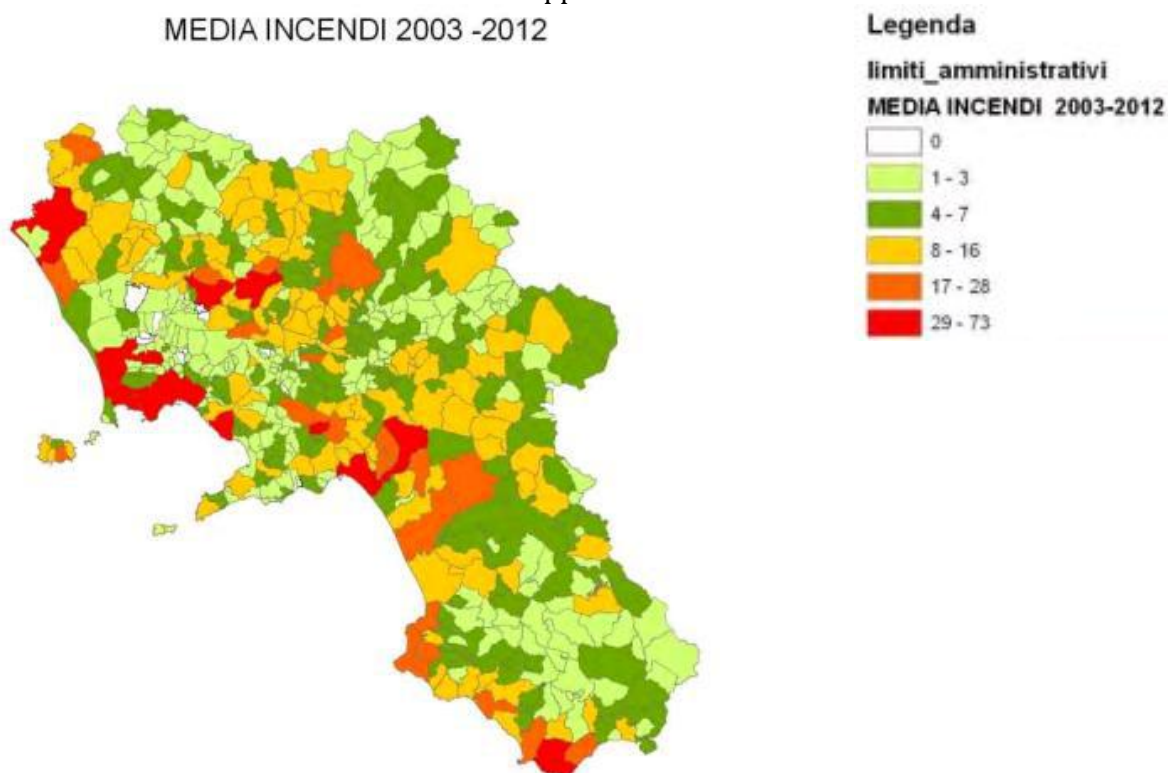 MEDIA INCENDI 2003 -2012
Legenda
limiti_amministrativi
MEDIA INCENDI 2003-2012
0
1 - 3
4 - 7
8 - 16
17 - 28
29 - 73